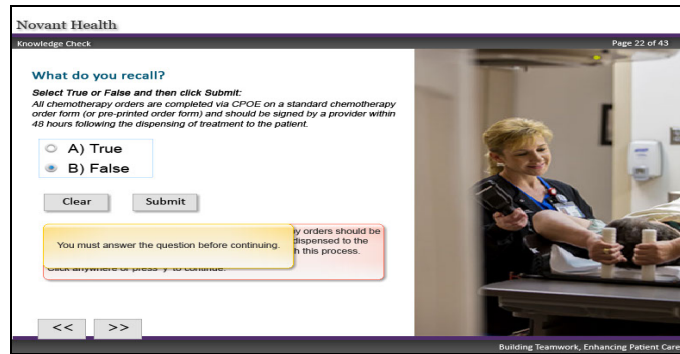 Novant Health
Knowledge Check
Page 22 of 43
What do you recall?
Select True or False and then click Submit:
All chemotherapy orders are completed via CPOE on a standard chemotherapy
order form (or pre-printed order form) and should be signed by a provider within
48 hours following the dispensing of treatment to the patient.
A) True
B) False
Clear
Submit
y orders should be
dispensed to the
h this process.
You must answer the question before continuing.
Click anywhere or press 'y' to continue.
<< >>
Building Teamwork, Enhancing Patient Care